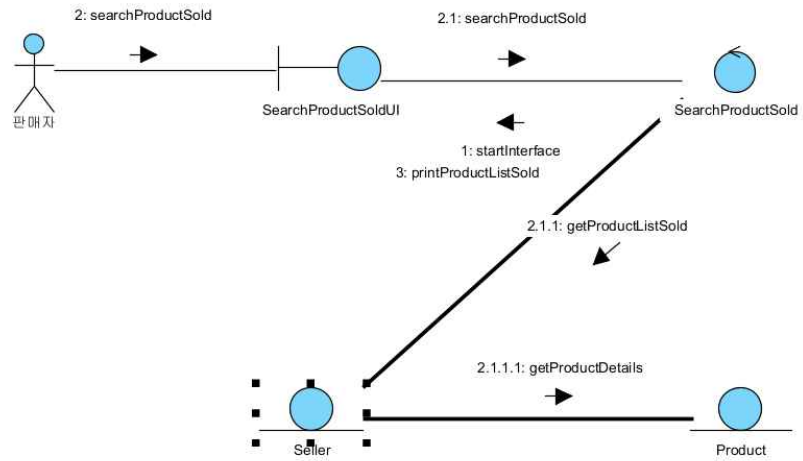 2: searchProductSold
2.1: searchProductSold
판매자
SearchProductSoldUI
SearchProductSold
1: startInterface
3: printProductListSold
2.1.1: getProductListSold
2.1.1.1: getProductDetails
Seller
Product